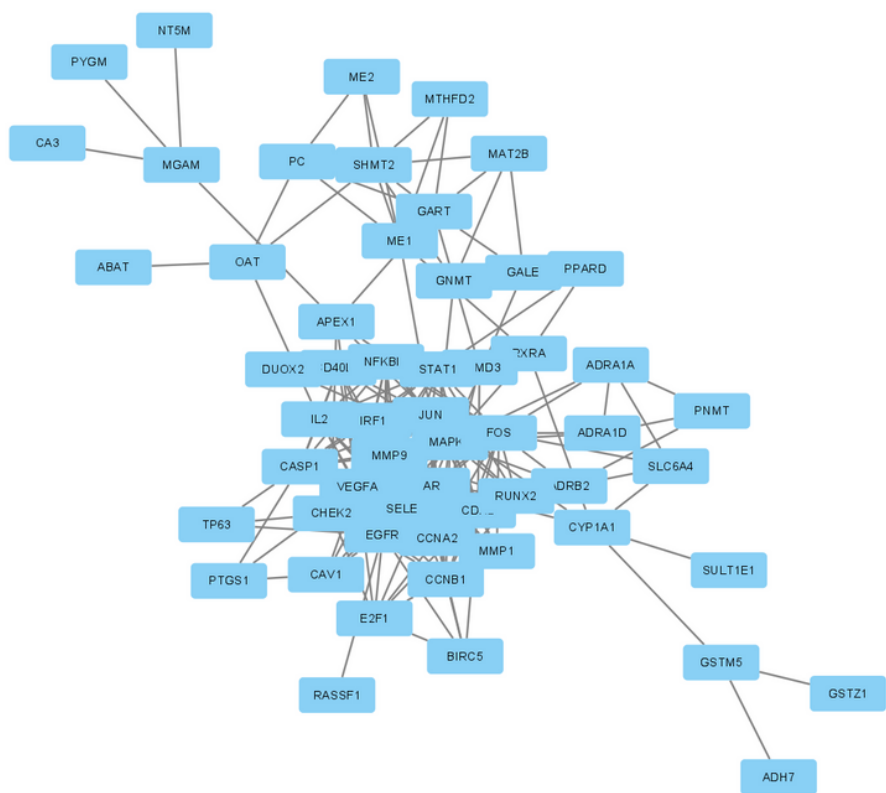 NT5M
PYGM
ME2
MTHFD2
CA3
MGAM
PC
SHMT2
MAT2B
GART
ME1
ABAT
OAT
GNMT
GALE
PPARD
APEX1
RXRA
DUOX2
CD40L
NFKBI
STAT1
MD3
ADRA1A
IL2
IRF1
JUN
PNMT
MAPK
FOS
ADRA1D
MMP9
CASP1
SLC6A4
VEGFA
AR
RUNX2
ADRB2
TP63
CHEK2
SELE
CYP1A1
EGFR
CCNA2
MMP1
PTGS1
CAV1
CCNB1
SULT1E1
E2F1
BIRC5
GSTM5
RASSF1
GSTZ1
ADH7